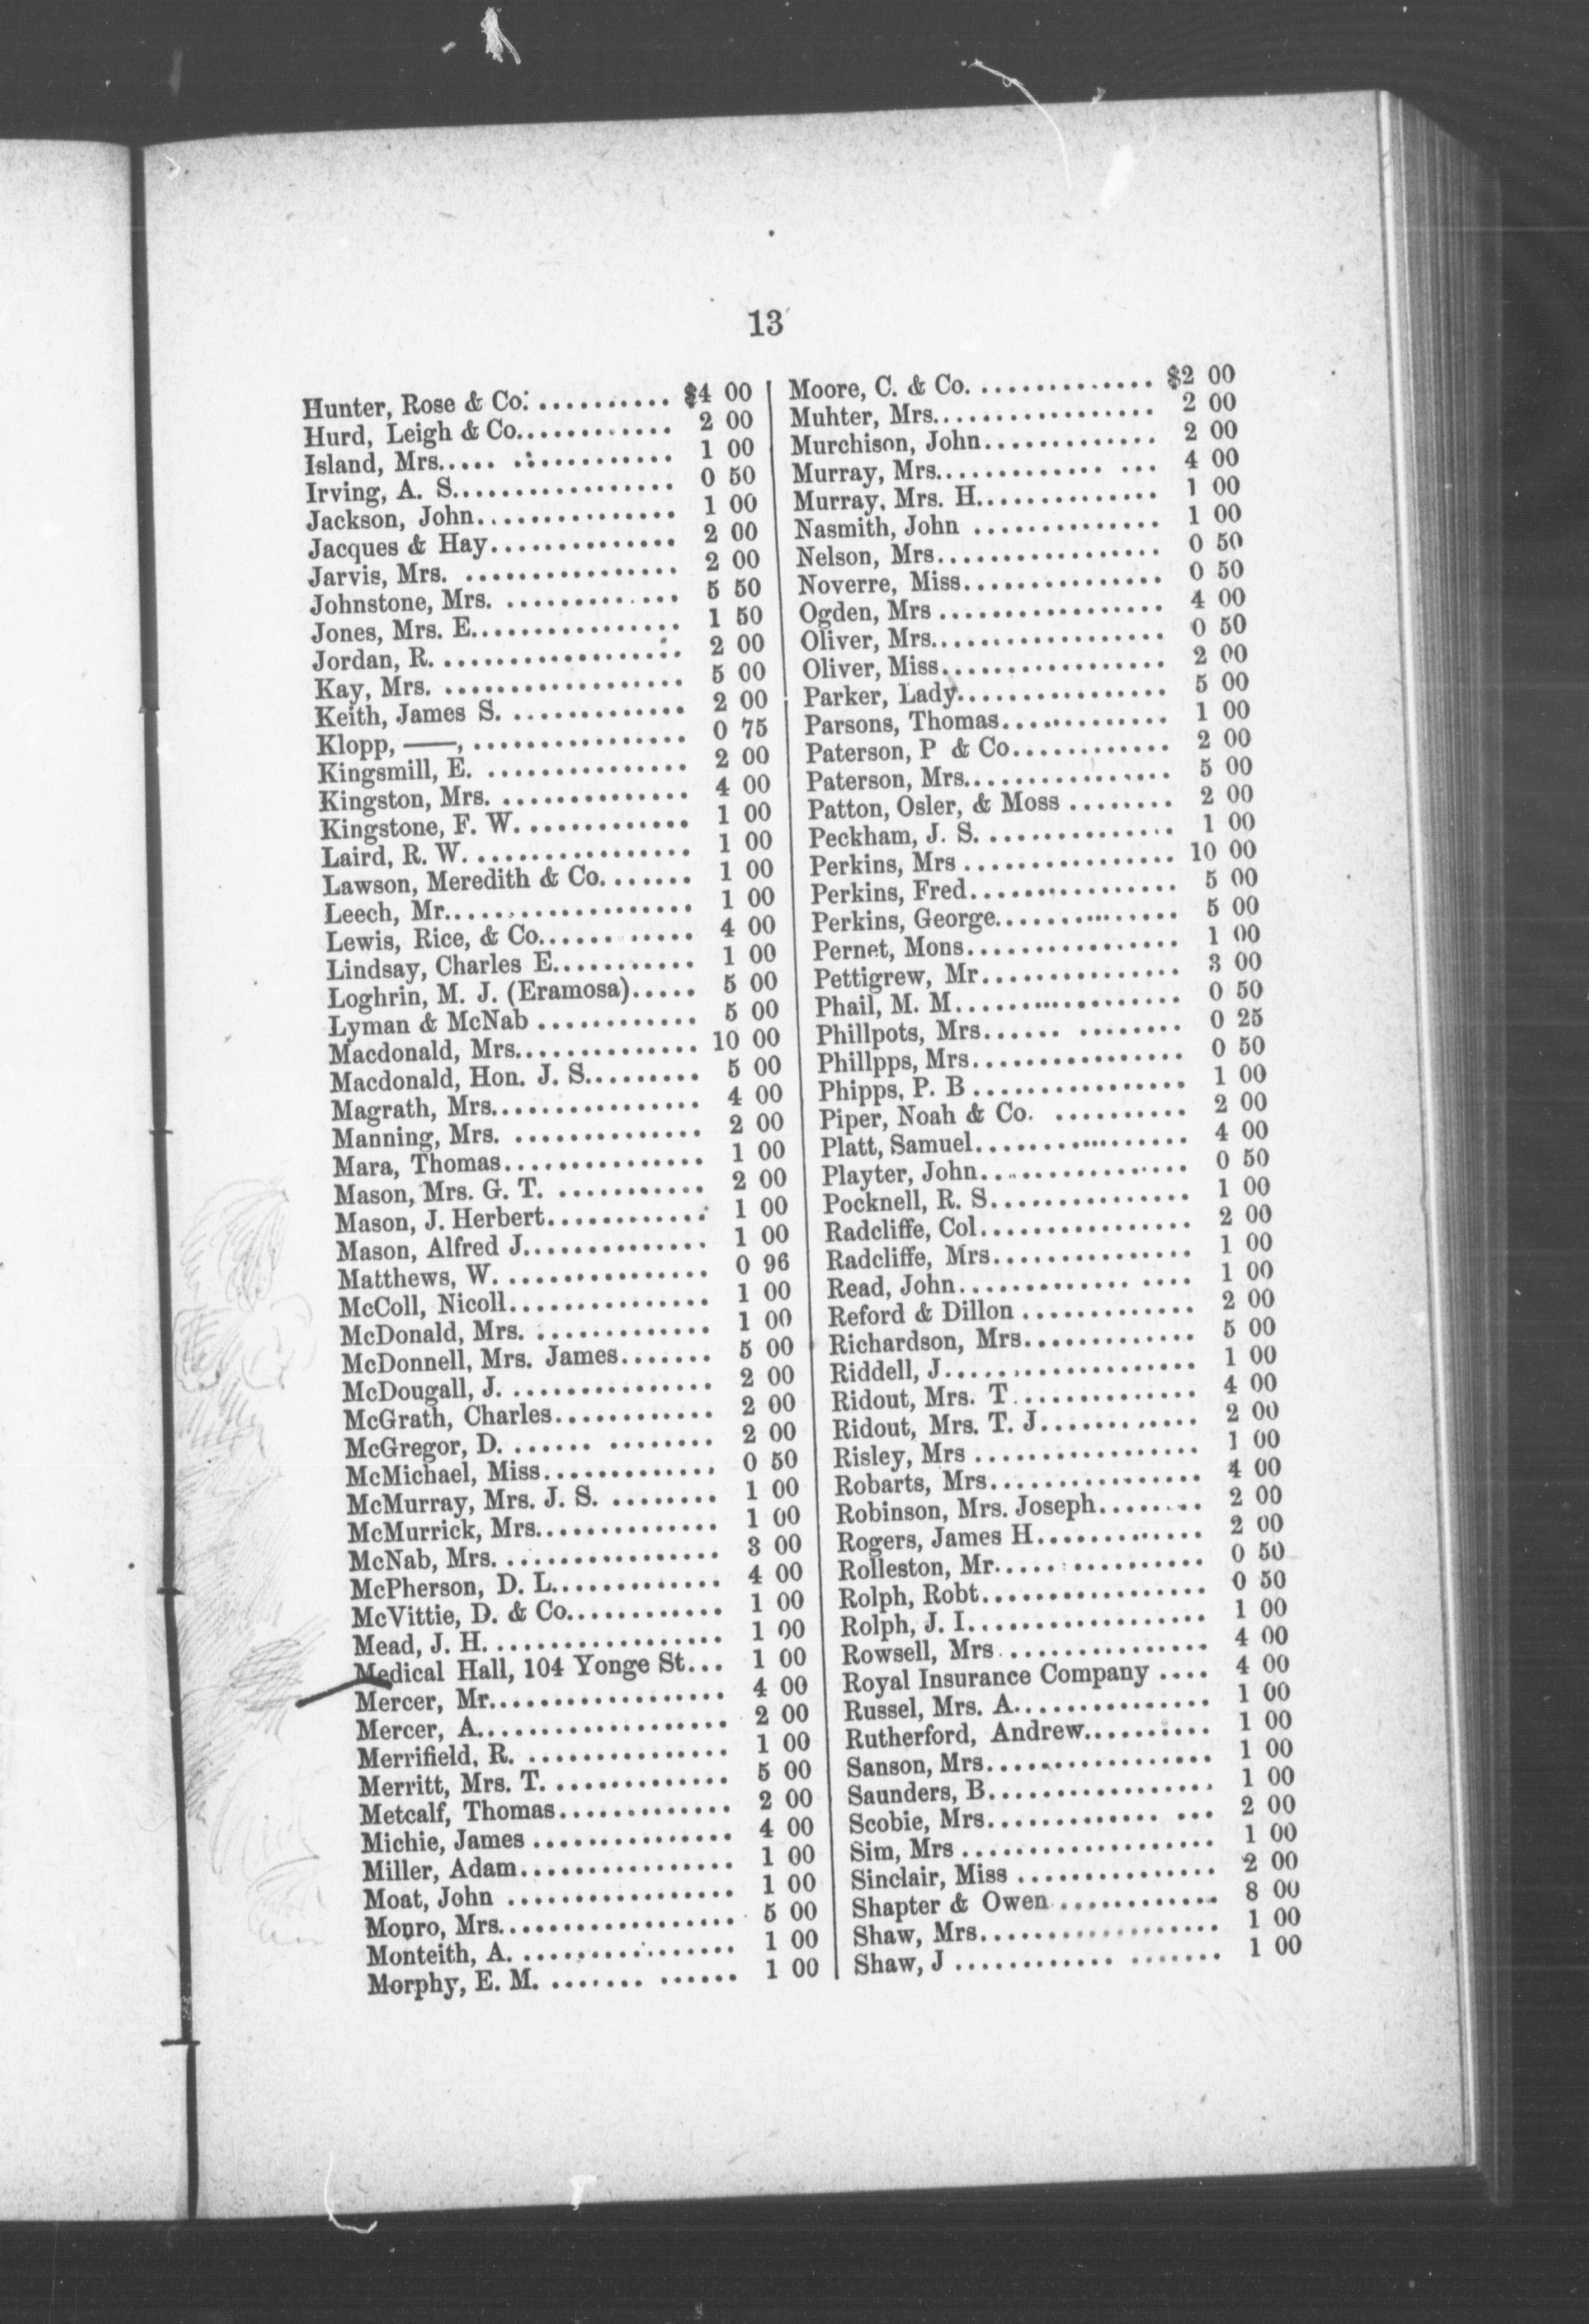 13
Hunter, Rose & Co. .......... $4 00
Hurd, Leigh & Co............ 2 00
Island, Mrs..... ............ 1 00
Irving, A. S................. 0 50
Jackson, John............... 1 00
Jacques & Hay.............. 2 00
Jarvis, Mrs. ................ 2 00
Johnstone, Mrs. ............. 5 50
Jones, Mrs. E................ 1 50
Jordan, R. .................. 2 00
Kay, Mrs. .................. 5 00
Keith, James S. ............. 2 00
Klopp, ——, ................ 0 75
Kingsmill, E. ............... 2 00
Kingston, Mrs. .............. 4 00
Kingstone, F. W. ............ 1 00
Laird, R. W. ................ 1 00
Lawson, Meredith & Co....... 1 00
Leech, Mr................... 1 00
Lewis, Rice, & Co...... ..... 4 00
Lindsay, Charles E........... 1 00
Loghrin, M. J. (Eramosa)..... 5 00
Lyman & McNab ............ 5 00
Macdonald, Mrs.............. 10 00
Macdonald, Hon. J. S......... 5 00
Magrath, Mrs................ 4 00
Manning, Mrs. .............. 2 00
Mara, Thomas............... 1 00
Mason, Mrs. G. T. ........... 2 00
Mason, J. Herbert............ 1 00
Mason, Alfred J.............. 1 00
Matthews, W. ............... 0 96
McColl, Nicoll............... 1 00
McDonald, Mrs. ............. 1 00
McDonnell, Mrs. James....... 5 00
McDougall, J. ............... 2 00
McGrath, Charles............ 2 00
McGregor, D. ...... ........ 2 00
McMichael, Miss............. 0 50
McMurray, Mrs. J. S. ........ 1 00
McMurrick, Mrs.............. 1 00
McNab, Mrs. ................ 3 00
McPherson, D. L............. 4 00
McVittie, D. & Co............ 1 00
Mead, J. H. ................. 1 00
Medical Hall, 104 Yonge St... 1 00
Mercer, Mr.................. 4 00
Mercer, A................... 2 00
Merrifield, R. ............... 1 00
Merritt, Mrs. T. ............. 5 00
Metcalf, Thomas............. 2 00
Michie, James ............... 4 00
Miller, Adam................ 1 00
Moat, John ................. 1 00
Monro, Mrs.................. 5 00
Monteith, A. ................ 1 00
Morphy, E. M. ....... ...... 1 00
Moore, C. & Co. ............. $2 00
Muhter, Mrs................. 2 00
Murchison, John............. 2 00
Murray, Mrs............. ... 4 00
Murray, Mrs. H.............. 1 00
Nasmith, John .............. 1 00
Nelson, Mrs................. 0 50
Noverre, Miss............... 0 50
Ogden, Mrs ................. 4 00
Oliver, Mrs.................. 0 50
Oliver, Miss................. 2 00
Parker, Lady................ 5 00
Parsons, Thomas............. 1 00
Paterson, P & Co............ 2 00
Paterson, Mrs............... 5 00
Patton, Osler, & Moss ........ 2 00
Peckham, J. S. .............. 1 00
Perkins, Mrs ................ 10 00
Perkins, Fred................ 5 00
Perkins, George.............. 5 00
Pernet, Mons................ 1 00
Pettigrew, Mr............... 3 00
Phail, M. M................. 0 50
Phillpots, Mrs...... ........ 0 25
Phillpps, Mrs................ 0 50
Phipps, P. B ................ 1 00
Piper, Noah & Co. .......... 2 00
Platt, Samuel................ 4 00
Playter, John................ 0 50
Pocknell, R. S............... 1 00
Radcliffe, Col................ 2 00
Radcliffe, Mrs............... 1 00
Read, John............. .... 1 00
Reford & Dillon ............. 2 00
Richardson, Mrs............. 5 00
Riddell, J................... 1 00
Ridout, Mrs. T .............. 4 00
Ridout, Mrs. T. J............ 2 00
Risley, Mrs ................. 1 00
Robarts, Mrs................ 4 00
Robinson, Mrs. Joseph........ 2 00
Rogers, James H............. 2 00
Rolleston, Mr................ 0 50
Rolph, Robt................. 0 50
Rolph, J. I.................. 1 00
Rowsell, Mrs ................ 4 00
Royal Insurance Company .... 4 00
Russel, Mrs. A............... 1 00
Rutherford, Andrew.......... 1 00
Sanson, Mrs................. 1 00
Saunders, B................. 1 00
Scobie, Mrs............. ... 2 00
Sim, Mrs ................... 1 00
Sinclair, Miss ............... 2 00
Shapter & Owen ............ 8 00
Shaw, Mrs.................. 1 00
Shaw, J ............ ....... 1 00